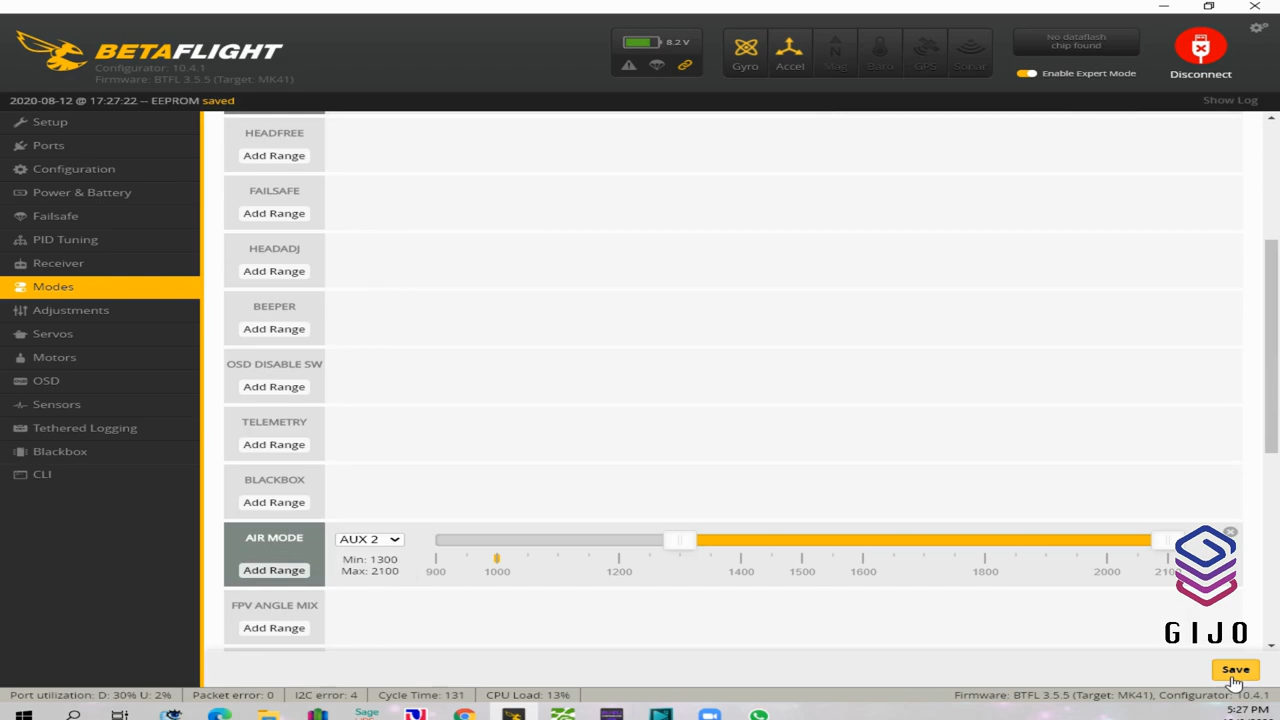 BETAFLIGHT
Configurator: 10.4.1
Firmware: BTFL 3.5.5 (Target: MK41)
8.2 V
Gyro
Accel
Mag
Baro
GPS
Sonar
No dataflash
chip found
Enable Expert Mode
Disconnect
2020-08-12 @ 17:27:22 -- EEPROM saved
Show Log
Setup
Ports
Configuration
Power & Battery
Failsafe
PID Tuning
Receiver
Modes
Adjustments
Servos
Motors
OSD
Sensors
Tethered Logging
Blackbox
CLI
HEADFREE
Add Range
FAILSAFE
Add Range
HEADADJ
Add Range
BEEPER
Add Range
OSD DISABLE SW
Add Range
TELEMETRY
Add Range
BLACKBOX
Add Range
AIR MODE
Add Range
AUX 2
Min: 1300
Max: 2100
900 1000 1200 1400 1500 1600 1800 2000 2100
FPV ANGLE MIX
Add Range
GIJO
Save
Port utilization: D: 30% U: 2% Packet error: 0 I2C error: 4 Cycle Time: 131 CPU Load: 13% Firmware: BTFL 3.5.5 (Target: MK41), Configurator: 10.4.1
Sage
5:27 PM